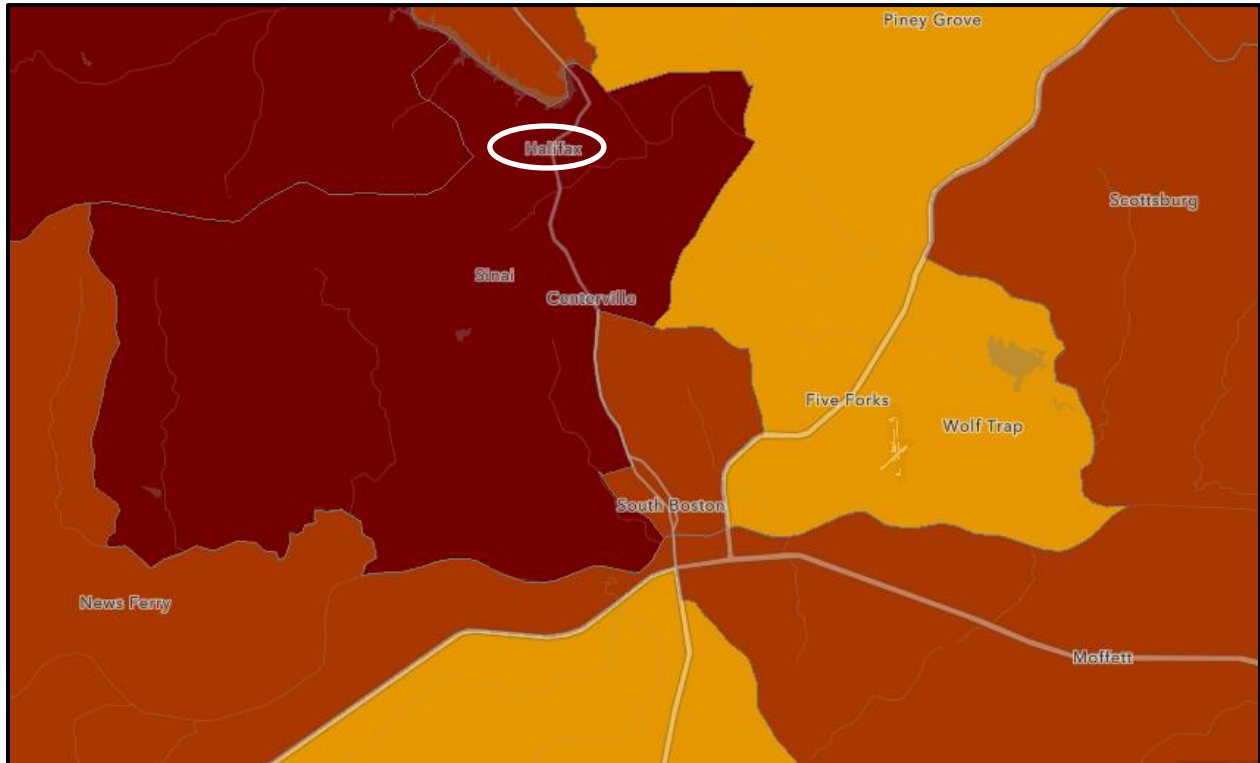 Piney Grove
Halifax
Scottsburg
Sinai
Centerville
Five Forks
Wolf Trap
South Boston
News Ferry
Moffett